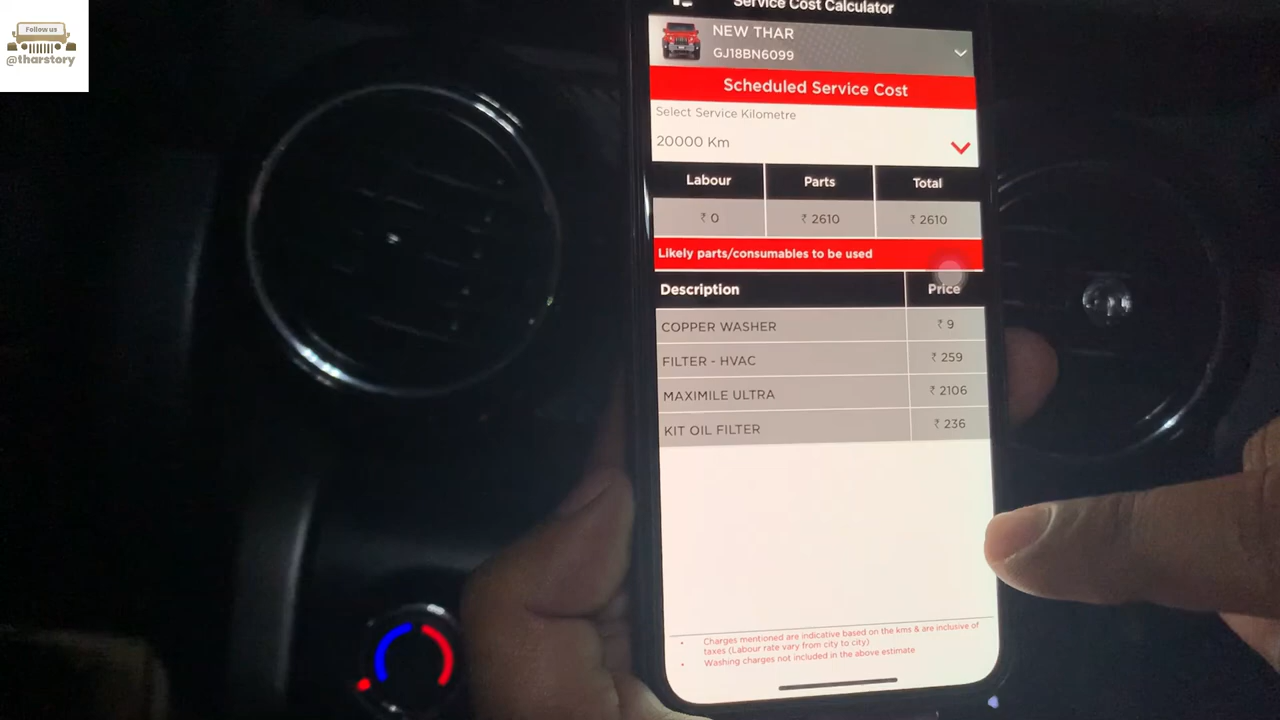 Follow us
@tharstory
Service Cost Calculator
NEW THAR
GJ18BN6099
Scheduled Service Cost
Select Service Kilometre
20000 Km
Labour Parts Total
₹ 0 ₹ 2610 ₹ 2610
Likely parts/consumables to be used
Description Price
COPPER WASHER ₹ 9
FILTER - HVAC ₹ 259
MAXIMILE ULTRA ₹ 2106
KIT OIL FILTER ₹ 236
• Charges mentioned are indicative based on the kms & are inclusive of
taxes (Labour rate vary from city to city)
• Washing charges not included in the above estimate